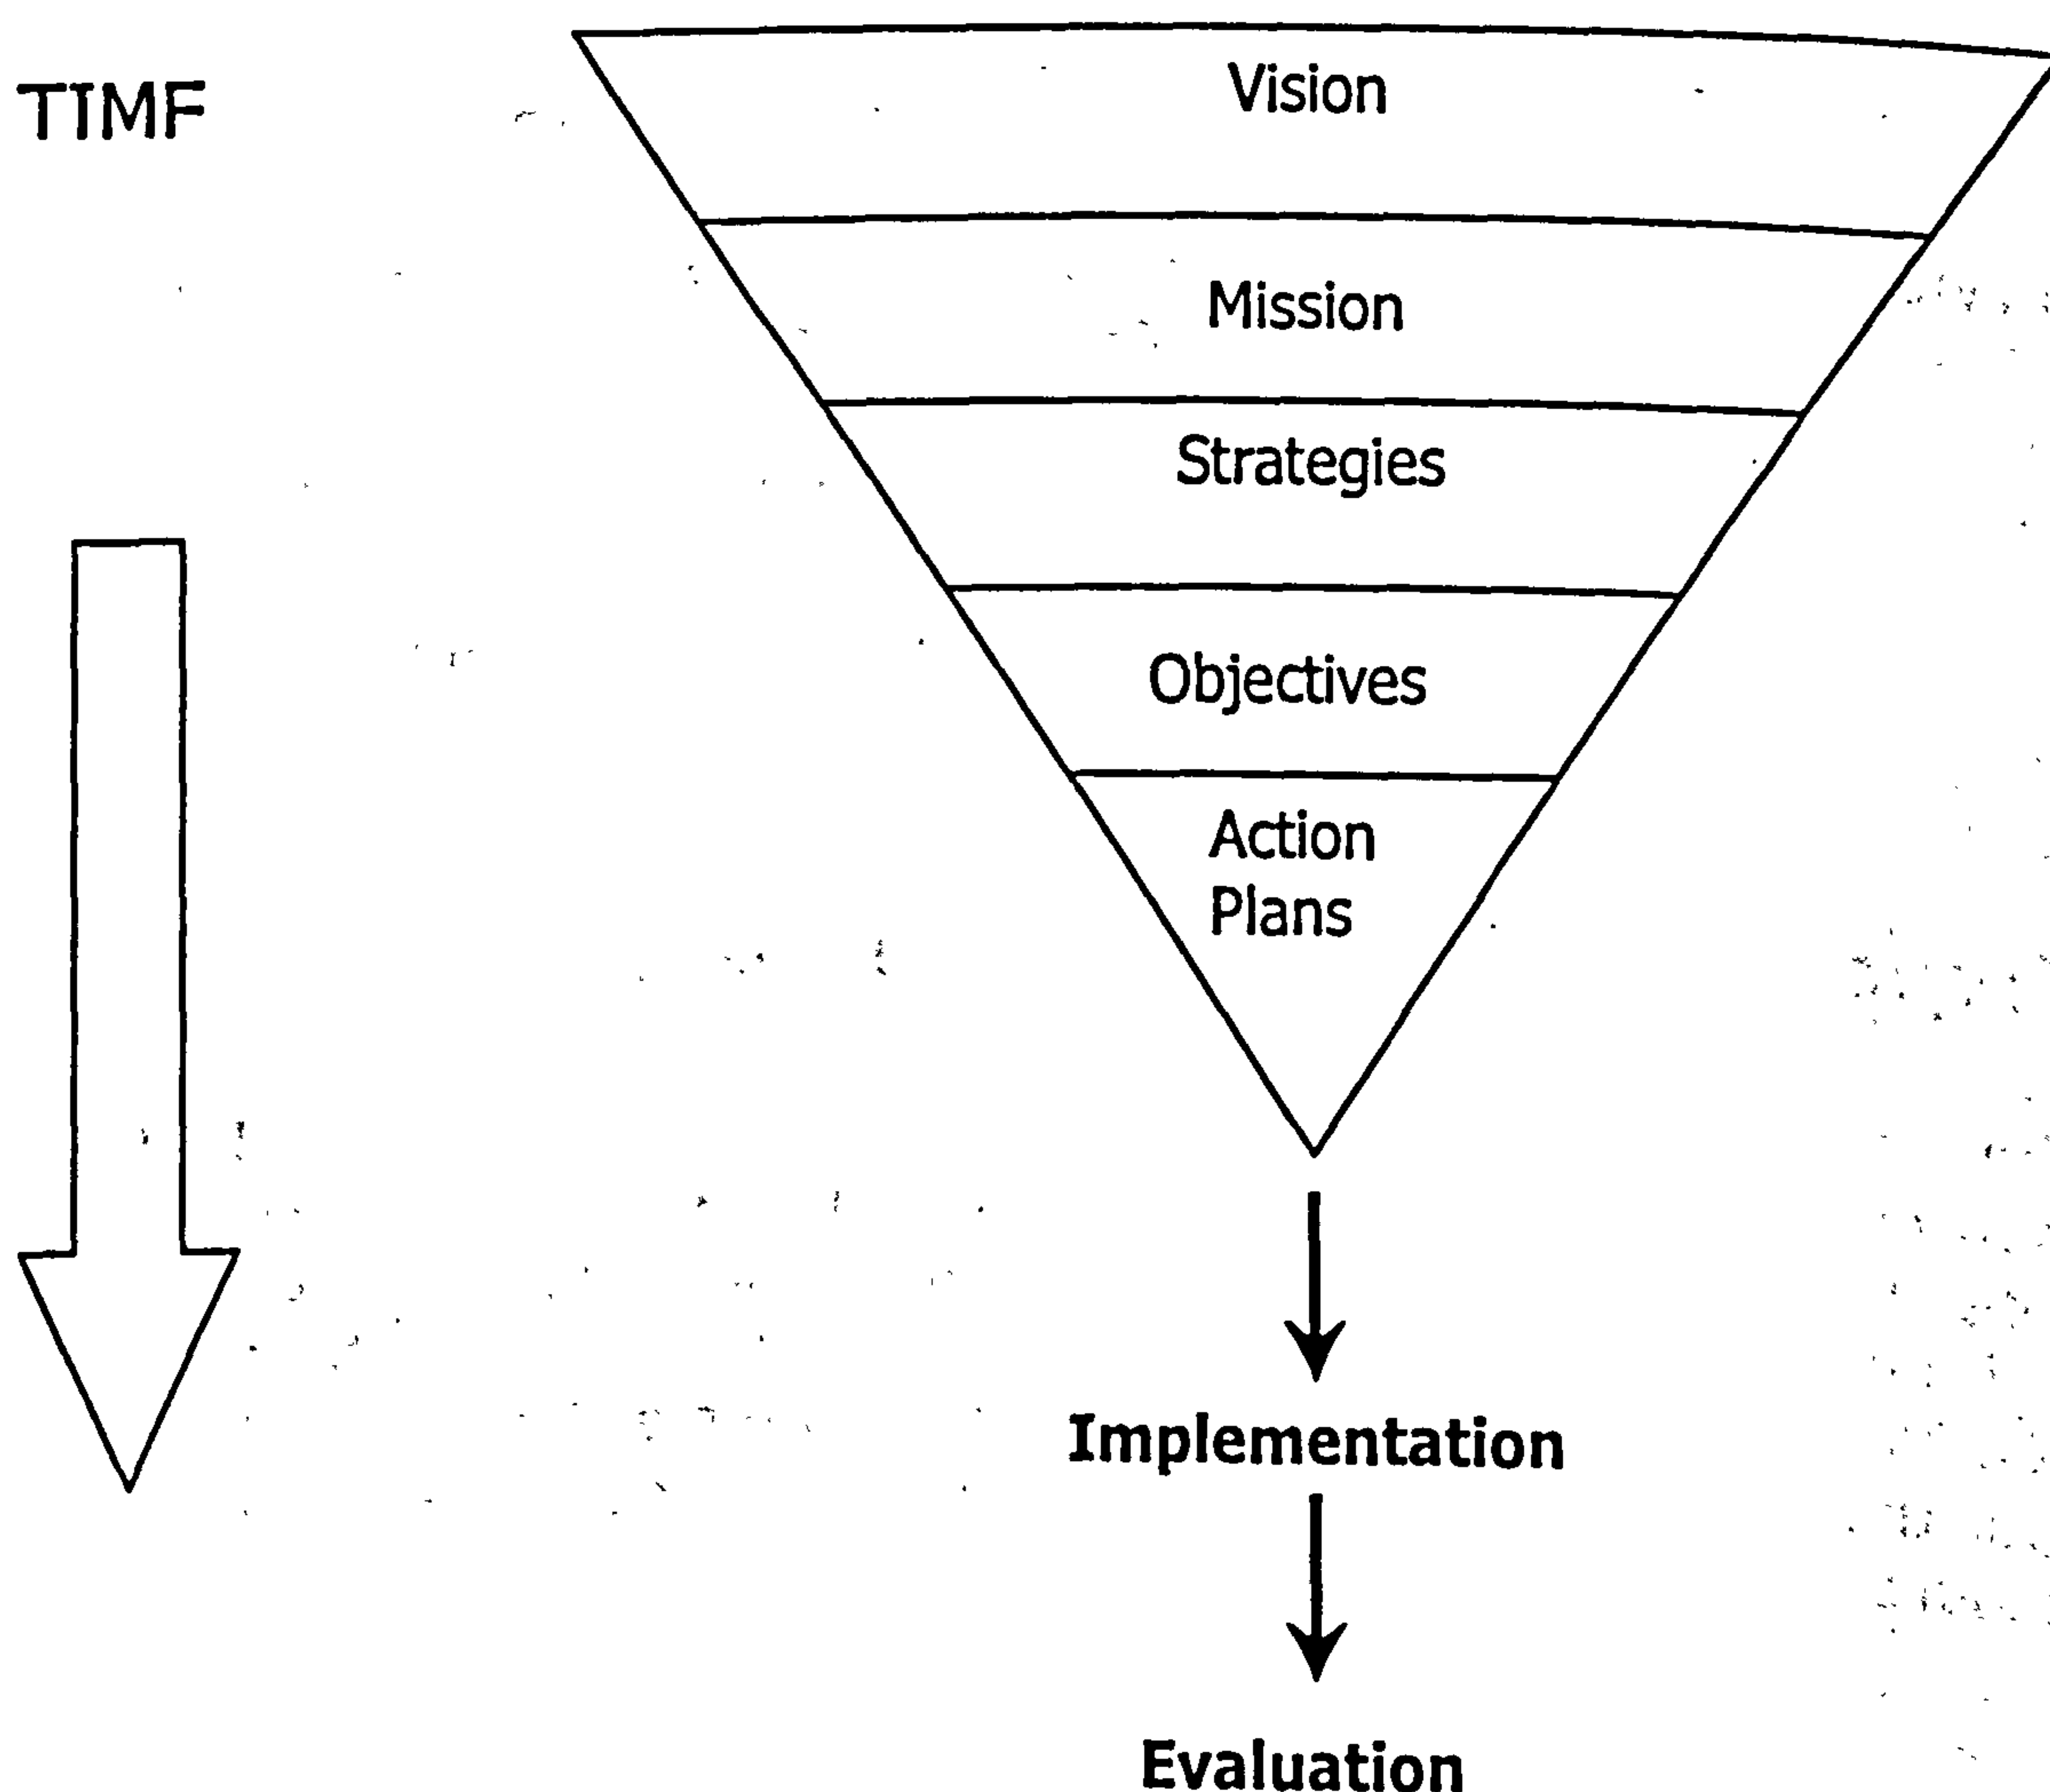 TIMF
Vision
Mission
Strategies
Objectives
Action
Plans
Implementation
Evaluation